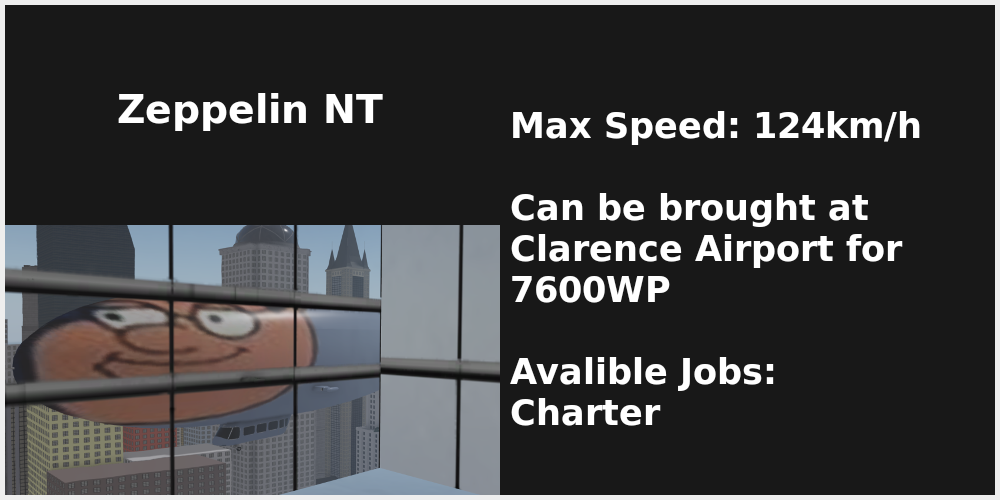 Zeppelin NT
Max Speed: 124km/h
Can be brought at
Clarence Airport for
7600WP
Avalible Jobs:
Charter